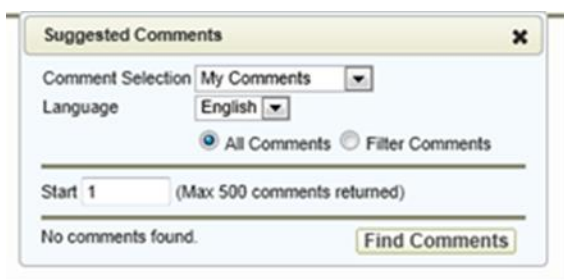 Suggested Comments
Comment Selection My Comments
Language English
All Comments Filter Comments
Start 1 (Max 500 comments returned)
No comments found. Find Comments